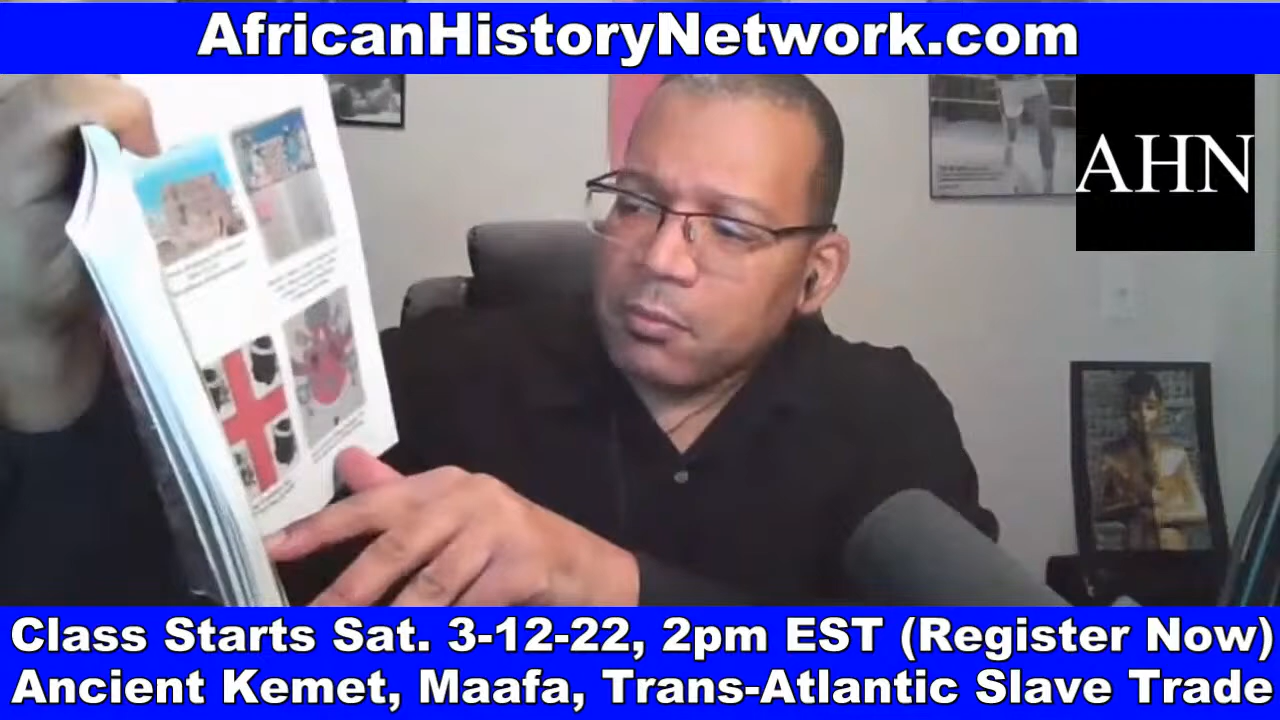 AfricanHistoryNetwork.com
AHN
Class Starts Sat. 3-12-22, 2pm EST (Register Now)
Ancient Kemet, Maafa, Trans-Atlantic Slave Trade